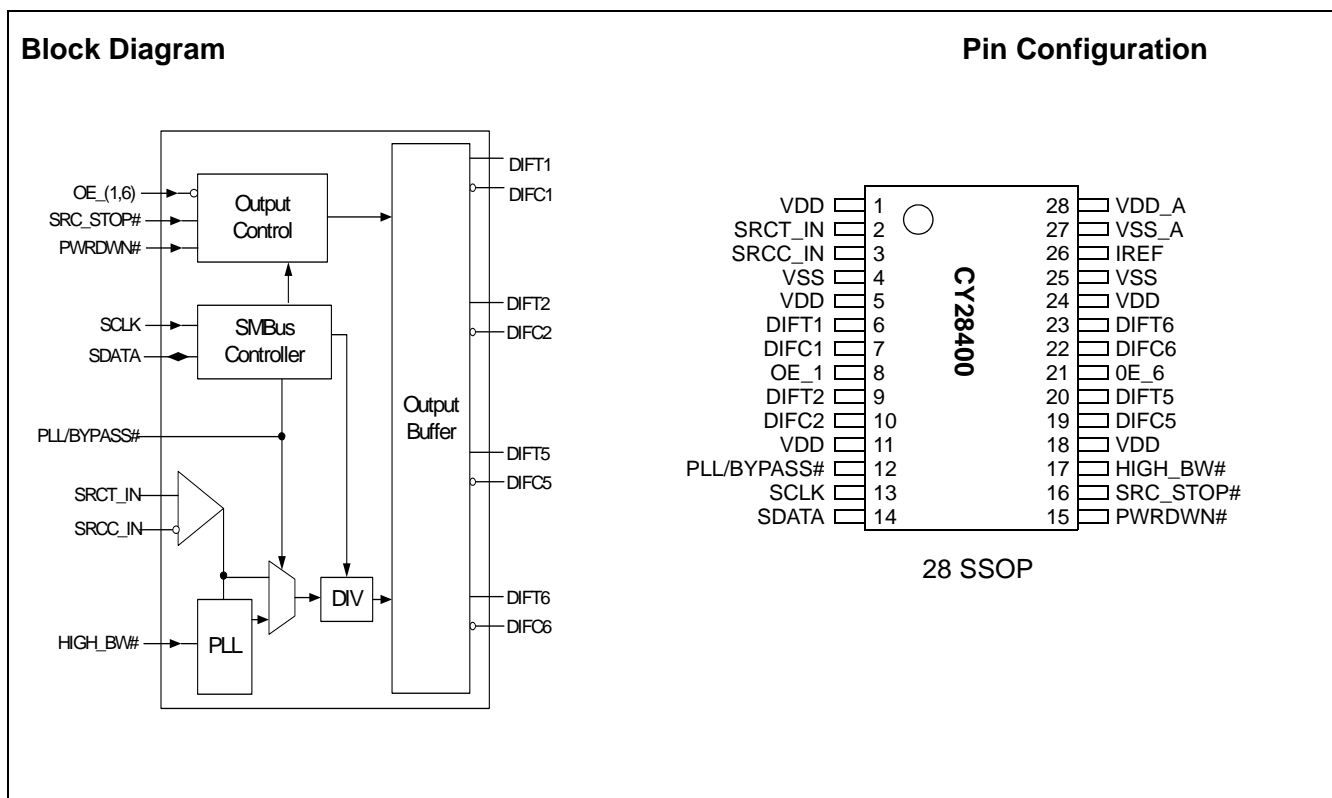 Block Diagram
Pin Configuration
OE_(1,6)
SRC_STOP#
PWRDWN#
SCLK
SDATA
PLL/BYPASS#
SRCT_IN
SRCC_IN
HIGH_BW#
Output
Control
SMBus
Controller
PLL
DIV
Output
Buffer
DIFT1
DIFC1
DIFT2
DIFC2
DIFT5
DIFC5
DIFT6
DIFC6
VDD 1
SRCT_IN 2
SRCC_IN 3
VSS 4
VDD 5
DIFT1 6
DIFC1 7
OE_1 8
DIFT2 9
DIFC2 10
VDD 11
PLL/BYPASS# 12
SCLK 13
SDATA 14
CY28400
28 VDD_A
27 VSS_A
26 IREF
25 VSS
24 VDD
23 DIFT6
22 DIFC6
21 0E_6
20 DIFT5
19 DIFC5
18 VDD
17 HIGH_BW#
16 SRC_STOP#
15 PWRDWN#
28 SSOP